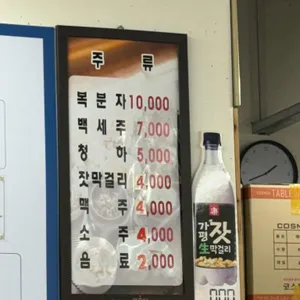 주 류
복 분 자 10,000
백 세 주 7,000
청 하 5,000
잣막걸리 4,000
맥 주 4,000
소 주 4,000
음 료 2,000
가평
잣
生막걸리
TABLE
COSM